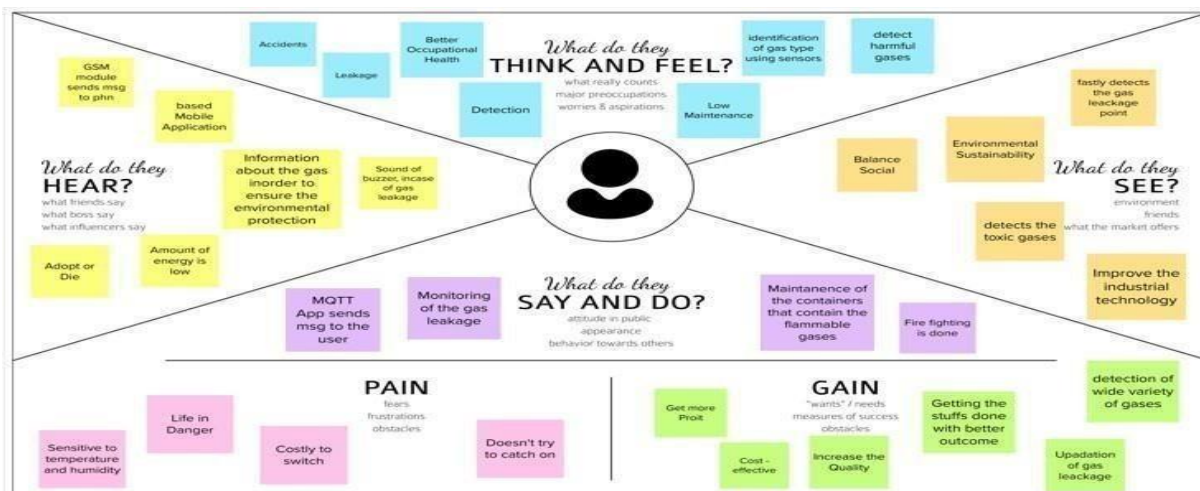 What do they
THINK AND FEEL?
what really counts
major preoccupations
worries & aspirations
Accidents
Leakage
Better
Occupational
Health
Detection
identification
of gas type
using sensors
detect
harmful
gases
Low
Maintenance
What do they
HEAR?
what friends say
what boss say
what influencers say
GSM
module
sends msg
to phn
based
Mobile
Application
Information
about the gas
inorder to
ensure the
environmental
protection
Sound of
buzzer, incase
of gas
leakage
Adopt or
Die
Amount of
energy is
low
What do they
SEE?
environment
friends
what the market offers
fastly detects
the gas
leackage
point
Balance
Social
Environmental
Sustainability
detects the
toxic gases
Improve the
industrial
technology
What do they
SAY AND DO?
attitude in public
appearance
behavior towards others
MQTT
App sends
msg to the
user
Monitoring
of the gas
leakage
Maintanence of
the containers
that contain the
flammable
gases
Fire fighting
is done
PAIN
fears
frustrations
obstacles
Sensitive to
temperature
and humidity
Life in
Danger
Costly to
switch
Doesn't try
to catch on
GAIN
"wants" / needs
measures of success
obstacles
Get more
Proit
Cost -
effective
Increase the
Quality
Getting the
stuffs done
with better
outcome
detection of
wide variety
of gases
Upadation
of gas
leackage